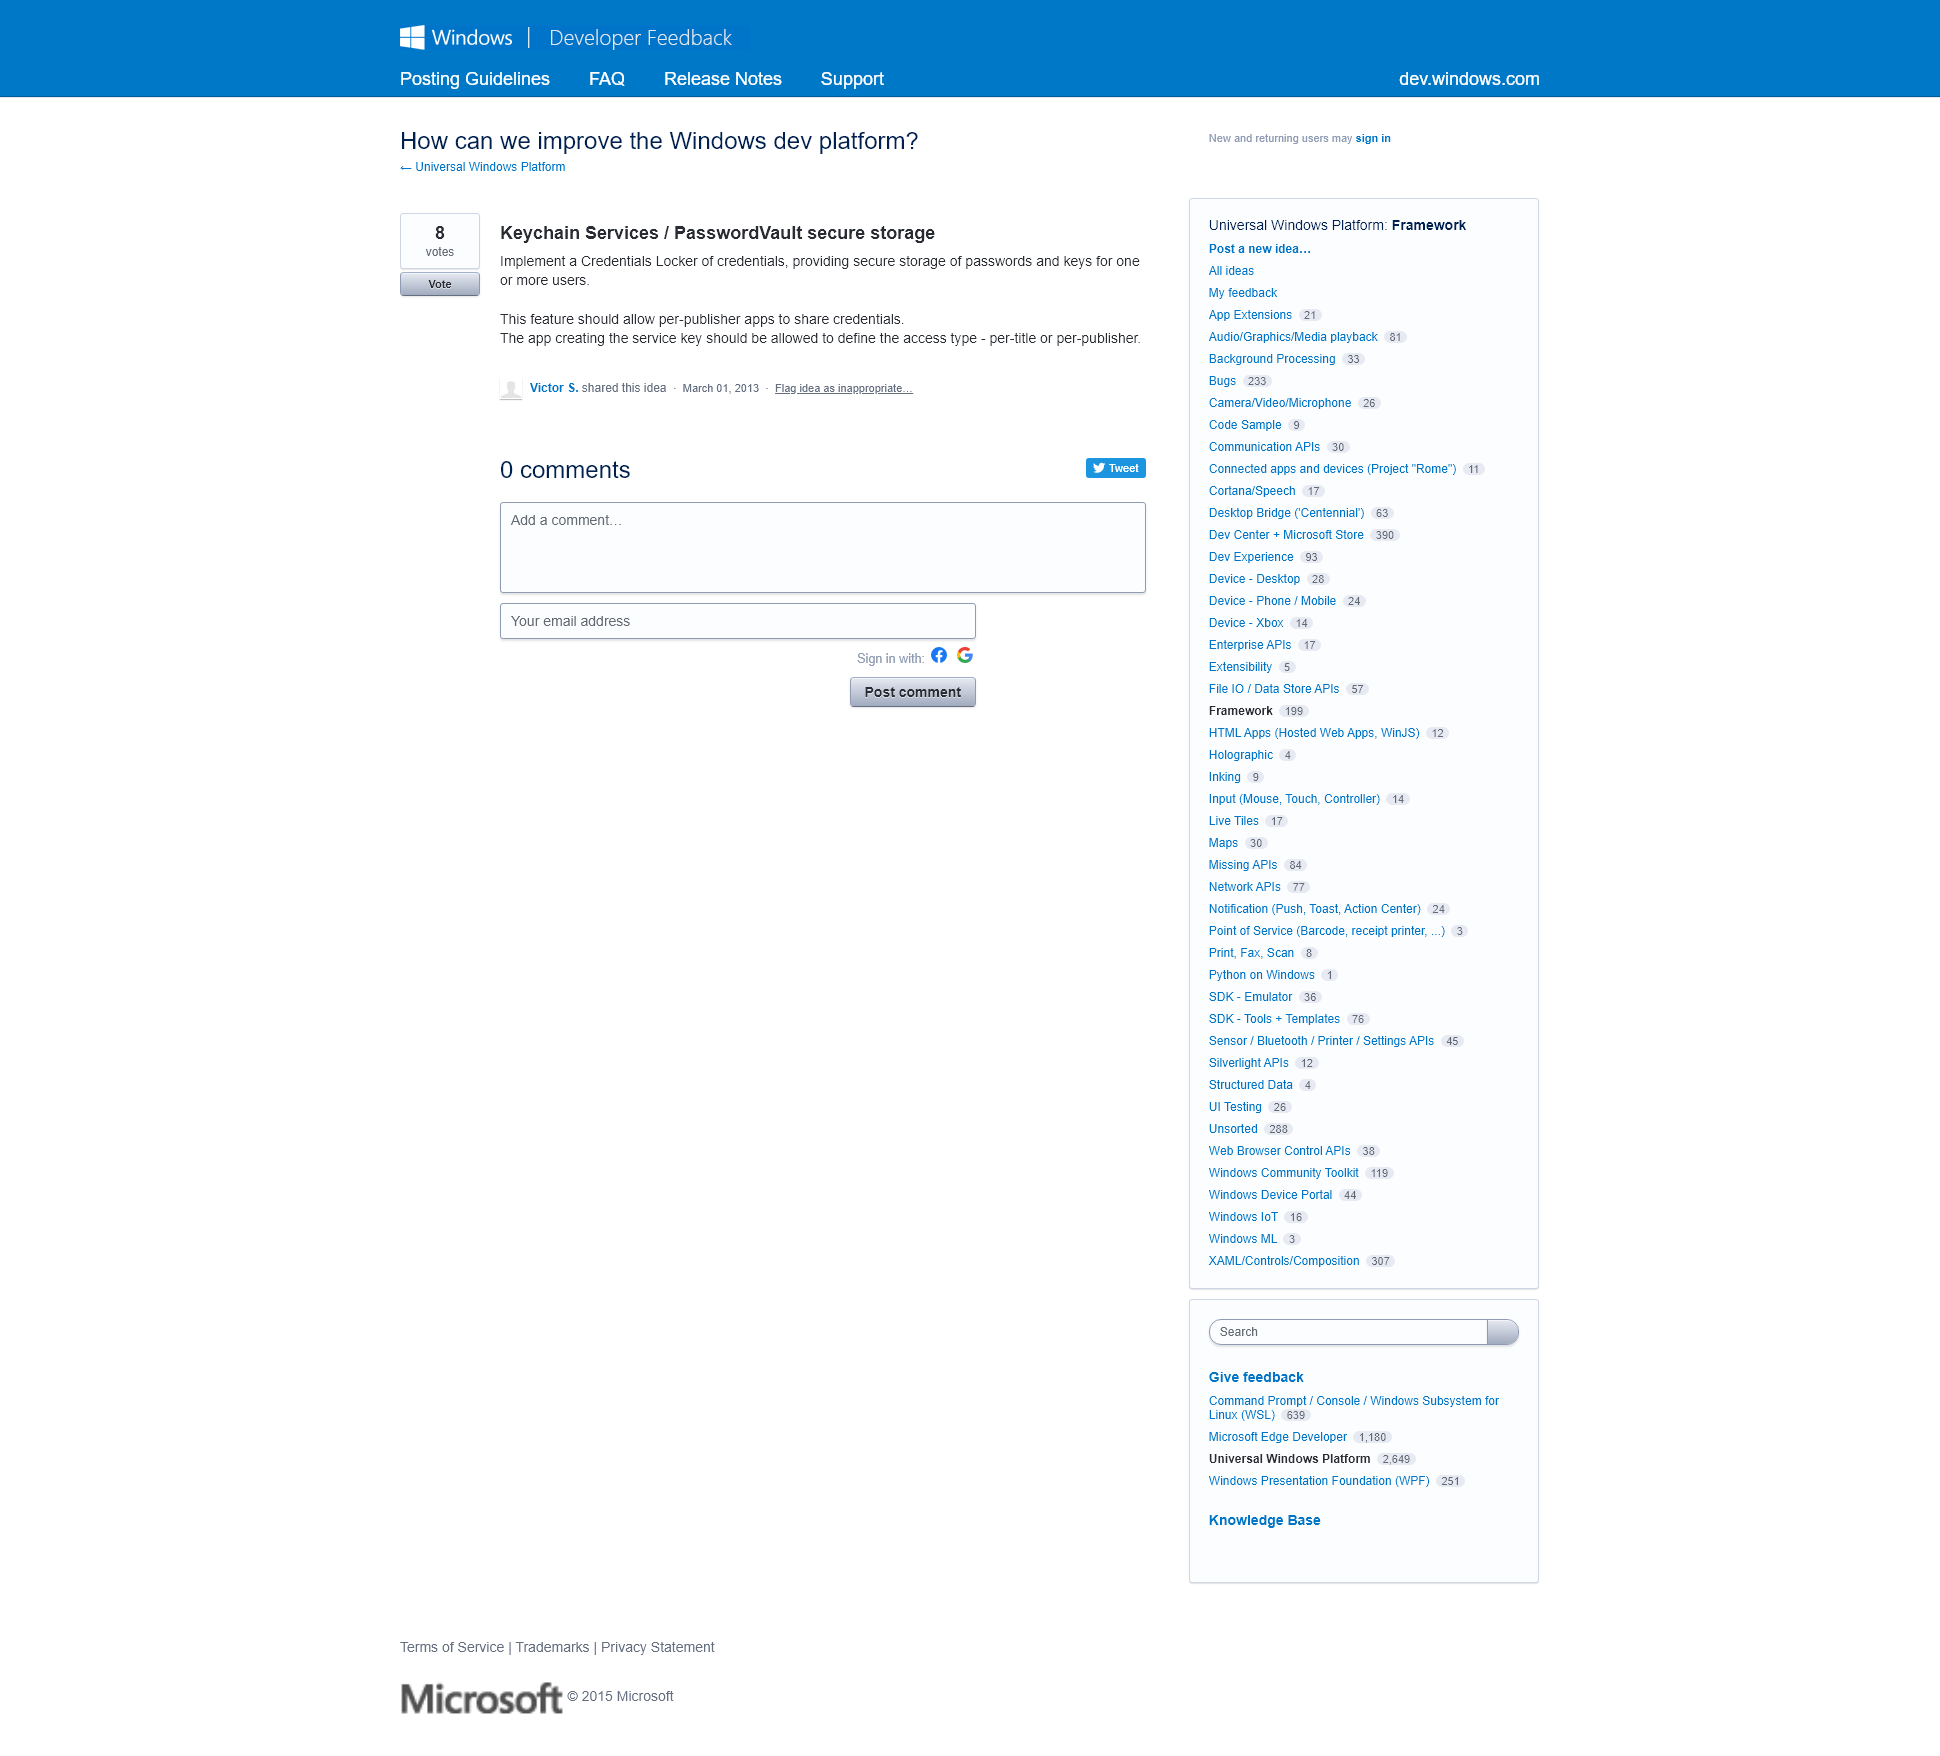 Windows | Developer Feedback
Posting Guidelines FAQ Release Notes Support dev.windows.com
How can we improve the Windows dev platform?
← Universal Windows Platform
New and returning users may sign in
8
votes
Vote
Keychain Services / PasswordVault secure storage
Implement a Credentials Locker of credentials, providing secure storage of passwords and keys for one
or more users.
This feature should allow per-publisher apps to share credentials.
The app creating the service key should be allowed to define the access type - per-title or per-publisher.
Victor S. shared this idea · March 01, 2013 · Flag idea as inappropriate…
0 comments
Tweet
Add a comment…
Your email address
Sign in with:
Post comment
Universal Windows Platform: Framework
Post a new idea…
All ideas
My feedback
App Extensions 21
Audio/Graphics/Media playback 81
Background Processing 33
Bugs 233
Camera/Video/Microphone 26
Code Sample 9
Communication APIs 30
Connected apps and devices (Project "Rome") 11
Cortana/Speech 17
Desktop Bridge ('Centennial') 63
Dev Center + Microsoft Store 390
Dev Experience 93
Device - Desktop 28
Device - Phone / Mobile 24
Device - Xbox 14
Enterprise APIs 17
Extensibility 5
File IO / Data Store APIs 57
Framework 199
HTML Apps (Hosted Web Apps, WinJS) 12
Holographic 4
Inking 9
Input (Mouse, Touch, Controller) 14
Live Tiles 17
Maps 30
Missing APIs 84
Network APIs 77
Notification (Push, Toast, Action Center) 24
Point of Service (Barcode, receipt printer, ...) 3
Print, Fax, Scan 8
Python on Windows 1
SDK - Emulator 36
SDK - Tools + Templates 76
Sensor / Bluetooth / Printer / Settings APIs 45
Silverlight APIs 12
Structured Data 4
UI Testing 26
Unsorted 288
Web Browser Control APIs 38
Windows Community Toolkit 119
Windows Device Portal 44
Windows IoT 16
Windows ML 3
XAML/Controls/Composition 307
Search
Give feedback
Command Prompt / Console / Windows Subsystem for
Linux (WSL) 639
Microsoft Edge Developer 1,180
Universal Windows Platform 2,649
Windows Presentation Foundation (WPF) 251
Knowledge Base
Terms of Service | Trademarks | Privacy Statement
Microsoft © 2015 Microsoft